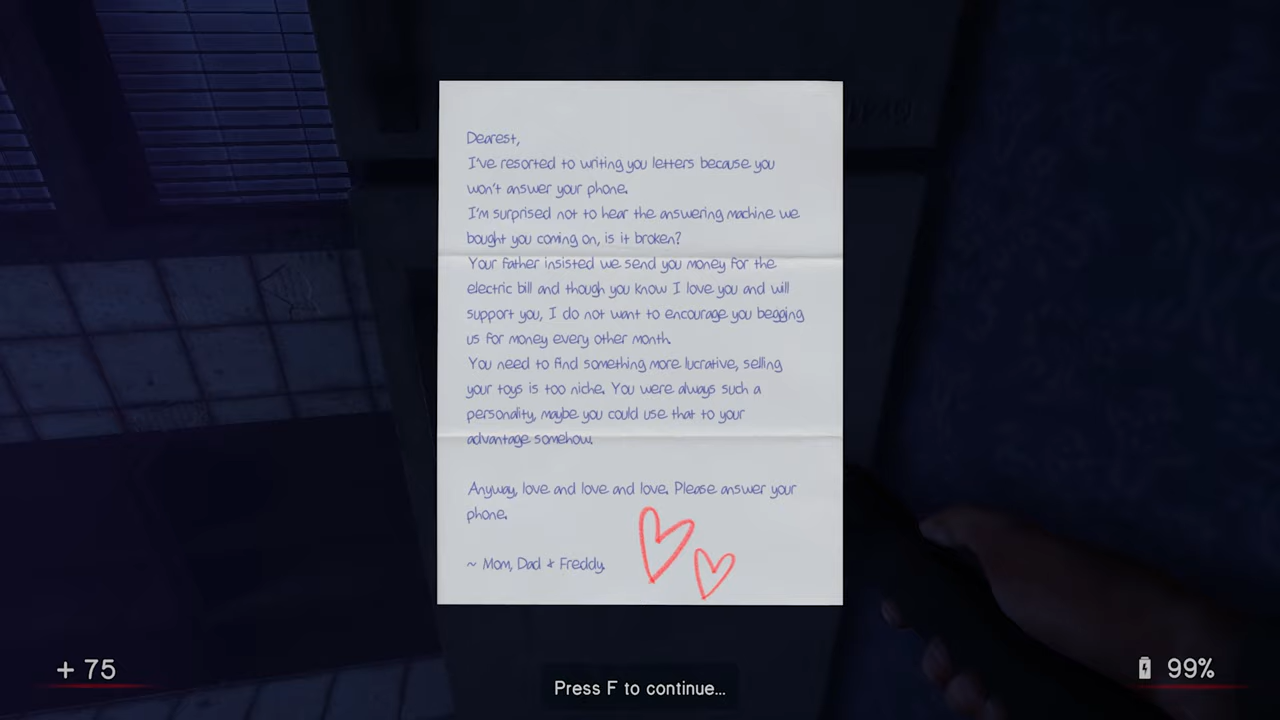 Dearest,
I've resorted to writing you letters because you
won't answer your phone.
I'm surprised not to hear the answering machine we
bought you coming on, is it broken?
Your father insisted we send you money for the
electric bill and though you know I love you and will
support you, I do not want to encourage you begging
us for money every other month.
You need to find something more lucrative, selling
your toys is too niche. You were always such a
personality, maybe you could use that to your
advantage somehow.
Anyway, love and love and love. Please answer your
phone.
~ Mom, Dad + Freddy.
+ 75
99%
Press F to continue...